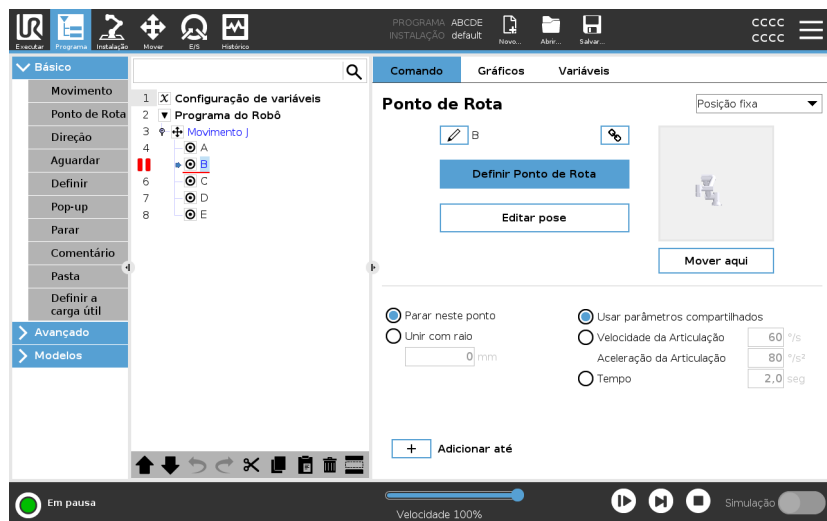 UR
PROGRAMA ABCDE
INSTALAÇÃO default
cccc
cccc
Executar Programa Instalação Mover E/S Histórico Novo... Abrir... Salvar...
Básico
Movimento
Ponto de Rota
Direção
Aguardar
Definir
Pop-up
Parar
Comentário
Pasta
Definir a
carga útil
Avançado
Modelos
1 X Configuração de variáveis
2 Programa do Robô
3 Movimento J
4 A
B
6 C
7 D
8 E
Comando Gráficos Variáveis
Ponto de Rota
Posição fixa
B
Definir Ponto de Rota
Editar pose
Mover aqui
Parar neste ponto
Unir com raio
0 mm
Usar parâmetros compartilhados
Velocidade da Articulação 60 °/s
Aceleração da Articulação 80 °/s²
Tempo 2,0 seg
+ Adicionar até
Em pausa
Velocidade 100%
Simulação